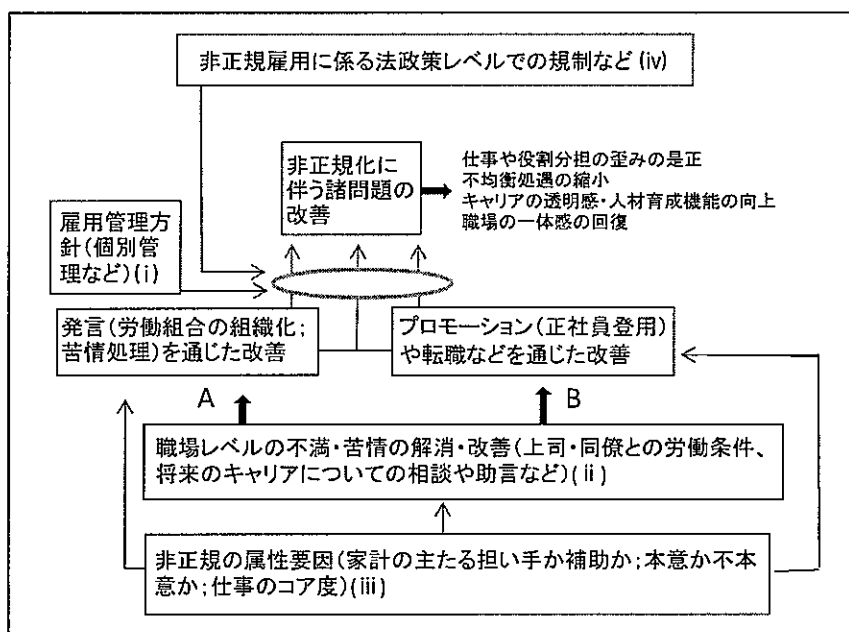 非正規雇用に係る法政策レベルでの規制など(iv)
非正規化に
伴う諸問題の
改善
仕事や役割分担の歪みの是正
不均衡処遇の縮小
キャリアの透明感・人材育成機能の向上
職場の一体感の回復
雇用管理方
針(個別管
理など)(i)
発言(労働組合の組織化;
苦情処理)を通じた改善
プロモーション(正社員登用)
や転職などを通じた改善
A
B
職場レベルの不満・苦情の解消・改善(上司・同僚との労働条件、
将来のキャリアについての相談や助言など)(ii)
非正規の属性要因(家計の主たる担い手か補助か;本意か不本
意か;仕事のコア度)(iii)